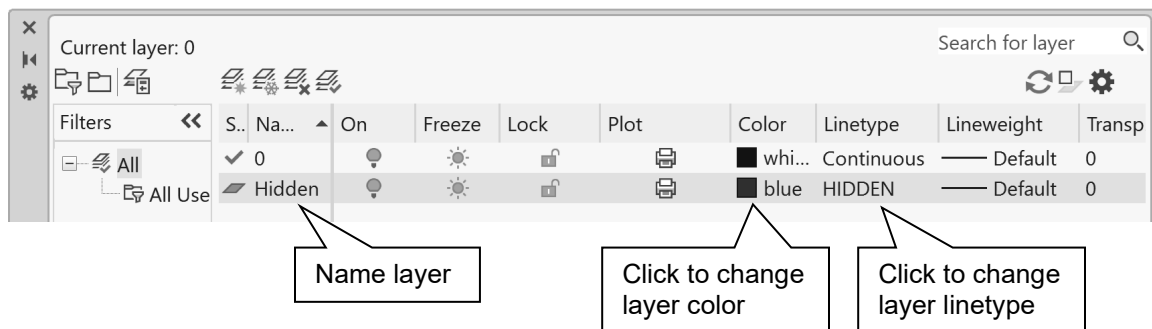 Current layer: 0
Search for layer
Filters S.. Na... On Freeze Lock Plot Color Linetype Lineweight Transp
All 0 whi... Continuous Default 0
All Use Hidden blue HIDDEN Default 0
Name layer
Click to change
layer color
Click to change
layer linetype